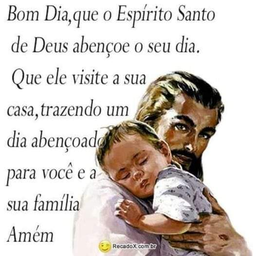 Bom Dia,que o Espírito Santo
de Deus abençoe o seu dia.
Que ele visite a sua
casa,trazendo um
dia abençoado
para você e a
sua família
Amém
RecadoX.com.br